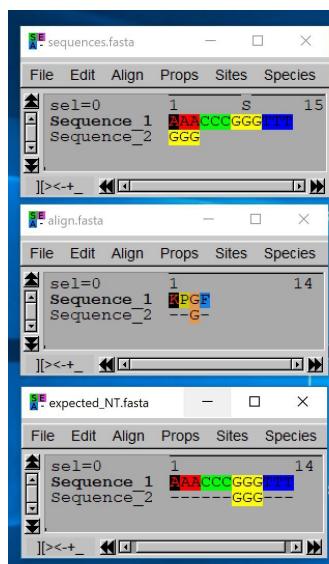 sequences.fasta
File Edit Align Props Sites Species
sel=0 1 S 15
Sequence_1 AAACCCGGGTTT
Sequence_2 GGG
][><-+_
align.fasta
File Edit Align Props Sites Species
sel=0 1 14
Sequence_1 KPGF
Sequence_2 --G-
][><-+_
expected_NT.fasta
File Edit Align Props Sites Species
sel=0 1 14
Sequence_1 AAACCCGGGTTT
Sequence_2 ------GGG---
][><-+_